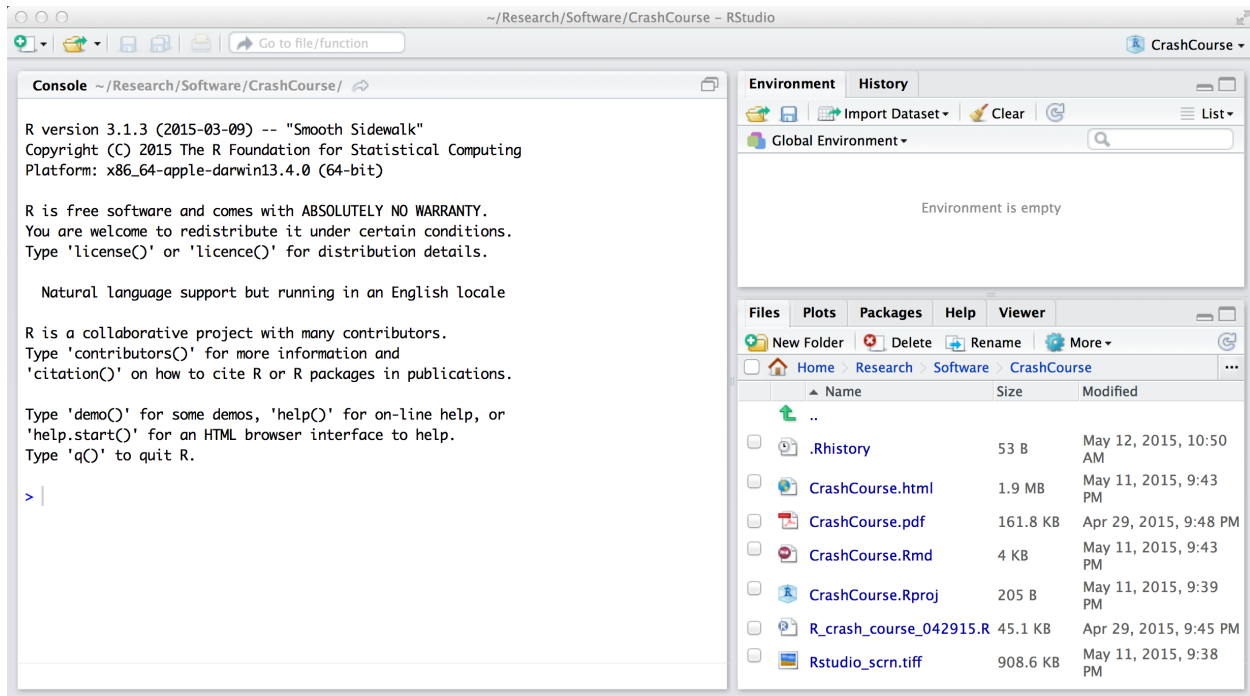 ~/Research/Software/CrashCourse – RStudio
Go to file/function
CrashCourse
Console ~/Research/Software/CrashCourse/
R version 3.1.3 (2015-03-09) -- "Smooth Sidewalk"
Copyright (C) 2015 The R Foundation for Statistical Computing
Platform: x86_64-apple-darwin13.4.0 (64-bit)
R is free software and comes with ABSOLUTELY NO WARRANTY.
You are welcome to redistribute it under certain conditions.
Type 'license()' or 'licence()' for distribution details.
Natural language support but running in an English locale
R is a collaborative project with many contributors.
Type 'contributors()' for more information and
'citation()' on how to cite R or R packages in publications.
Type 'demo()' for some demos, 'help()' for on-line help, or
'help.start()' for an HTML browser interface to help.
Type 'q()' to quit R.
>
Environment History
Import Dataset Clear List
Global Environment
Environment is empty
Files Plots Packages Help Viewer
New Folder Delete Rename More
Home Research Software CrashCourse ...
Name Size Modified
..
.Rhistory 53 B May 12, 2015, 10:50
AM
CrashCourse.html 1.9 MB May 11, 2015, 9:43
PM
CrashCourse.pdf 161.8 KB Apr 29, 2015, 9:48 PM
CrashCourse.Rmd 4 KB May 11, 2015, 9:43
PM
CrashCourse.Rproj 205 B May 11, 2015, 9:39
PM
R_crash_course_042915.R 45.1 KB Apr 29, 2015, 9:45 PM
Rstudio_scrn.tiff 908.6 KB May 11, 2015, 9:38
PM